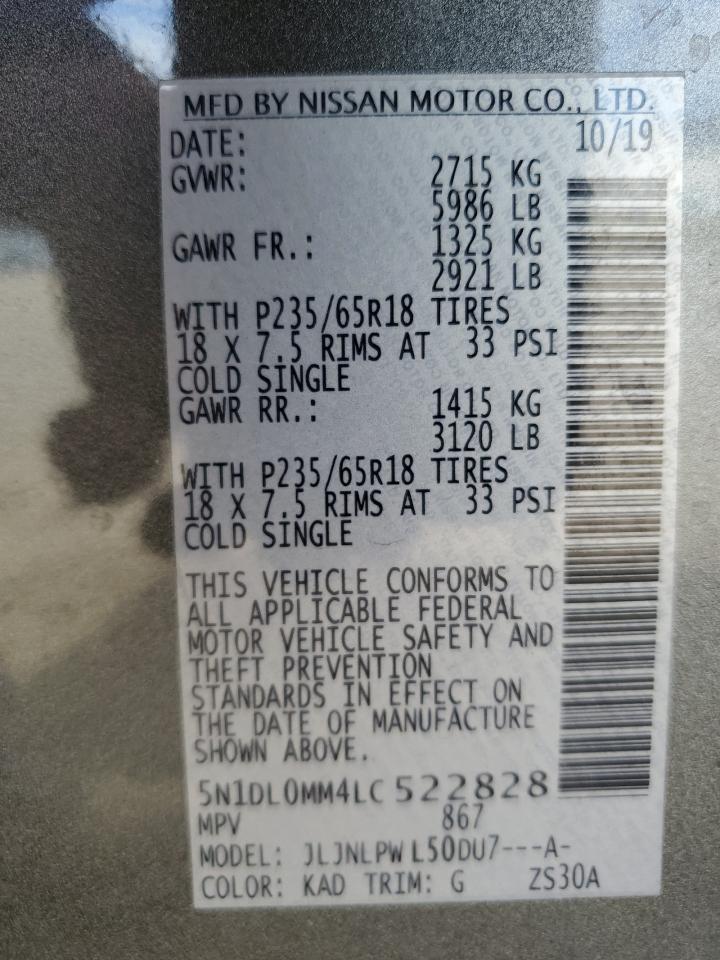 MFD BY NISSAN MOTOR CO., LTD.
DATE: 10/19
GVWR: 2715 KG
5986 LB
GAWR FR.: 1325 KG
2921 LB
WITH P235/65R18 TIRES
18 X 7.5 RIMS AT 33 PSI
COLD SINGLE
GAWR RR.: 1415 KG
3120 LB
WITH P235/65R18 TIRES
18 X 7.5 RIMS AT 33 PSI
COLD SINGLE
THIS VEHICLE CONFORMS TO
ALL APPLICABLE FEDERAL
MOTOR VEHICLE SAFETY AND
THEFT PREVENTION
STANDARDS IN EFFECT ON
THE DATE OF MANUFACTURE
SHOWN ABOVE.
5N1DL0MM4LC522828
MPV 867
MODEL: JLJNLPWL50DU7---A-
COLOR: KAD TRIM: G ZS30A